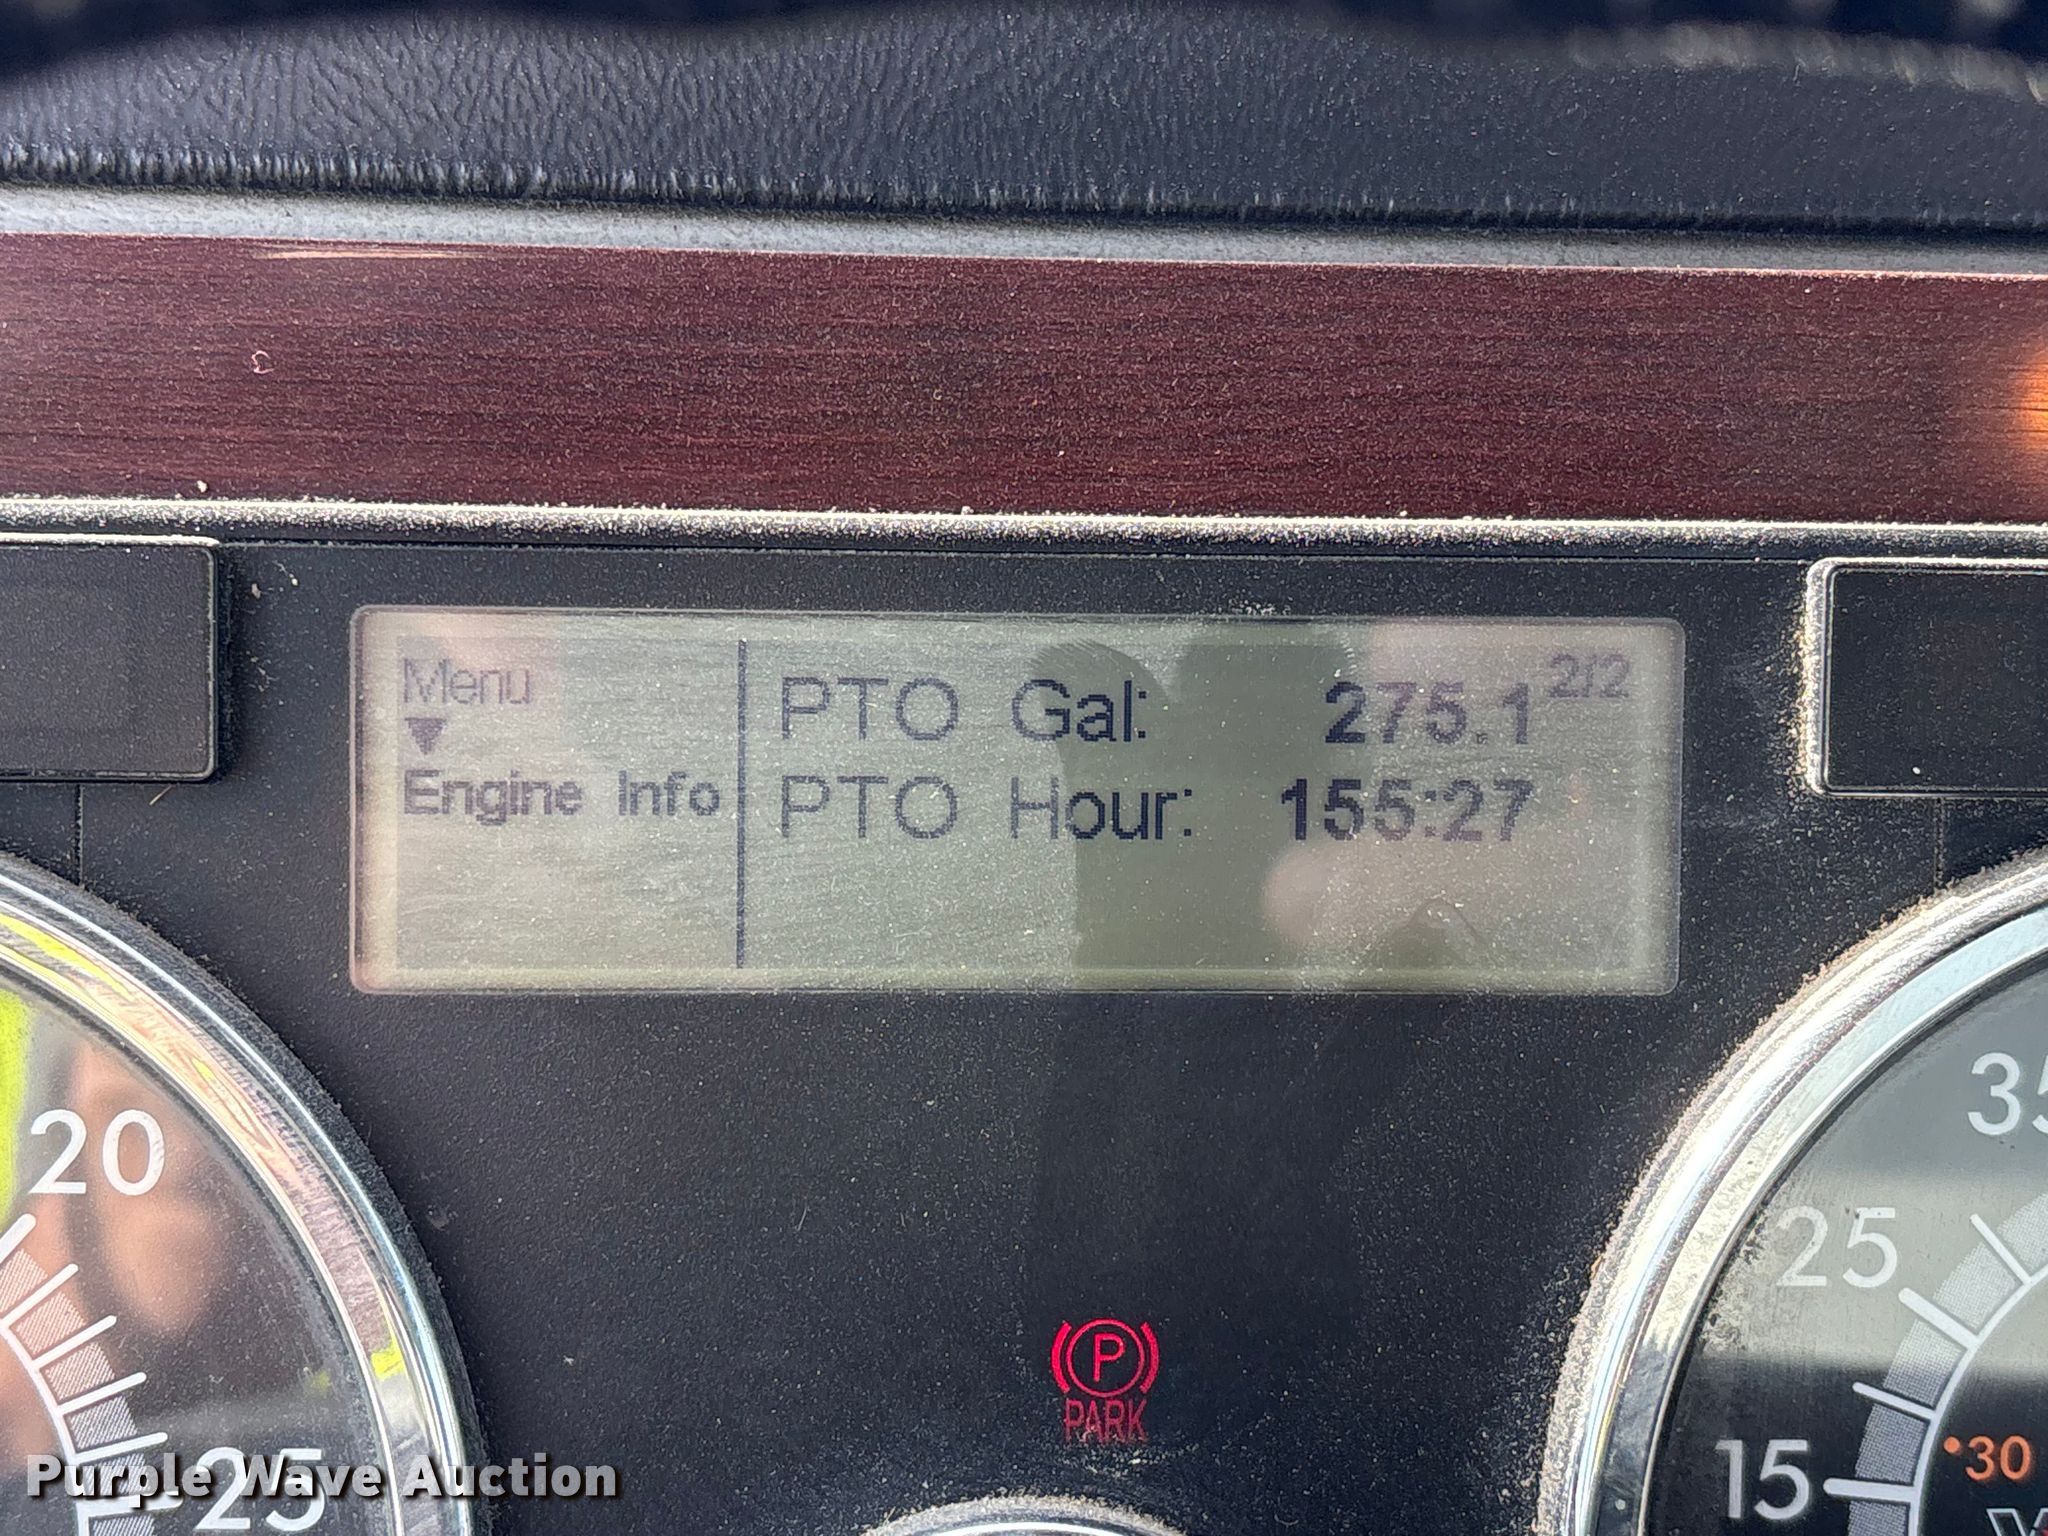 Menu
Engine Info
PTO Gal: 275.1 2/2
PTO Hour: 155:27
20
25
35
25
15
30
PARK
P
Purple Wave Auction